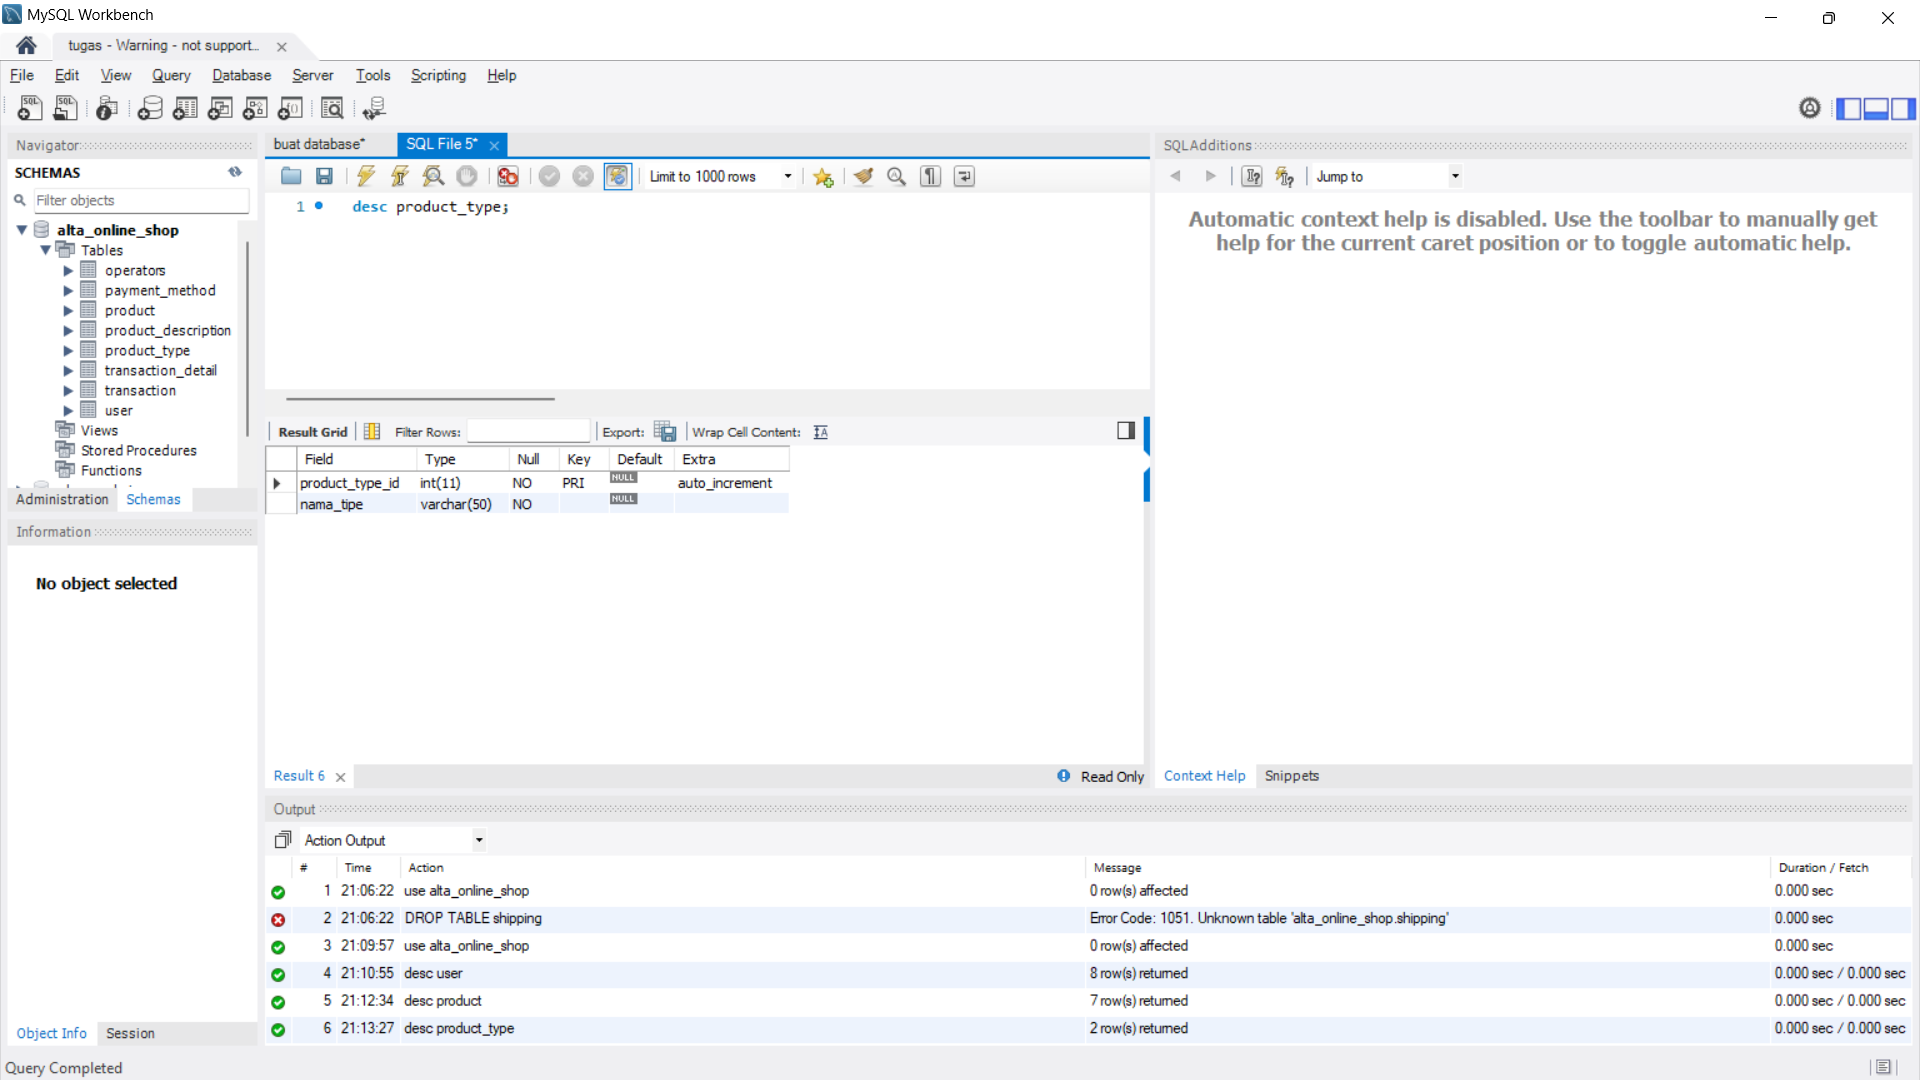 MySQL Workbench
tugas - Warning - not support...
File Edit View Query Database Server Tools Scripting Help
Navigator
SCHEMAS
Filter objects
alta_online_shop
Tables
operators
payment_method
product
product_description
product_type
transaction_detail
transaction
user
Views
Stored Procedures
Functions
Administration Schemas
Information
No object selected
Object Info Session
buat database* SQL File 5*
Limit to 1000 rows
1 desc product_type;
Result Grid Filter Rows: Export: Wrap Cell Content:
Field Type Null Key Default Extra
product_type_id int(11) NO PRI NULL auto_increment
nama_tipe varchar(50) NO NULL
Result 6 Read Only
SQLAdditions
Jump to
Automatic context help is disabled. Use the toolbar to manually get
help for the current caret position or to toggle automatic help.
Context Help Snippets
Output
Action Output
# Time Action Message Duration / Fetch
1 21:06:22 use alta_online_shop 0 row(s) affected 0.000 sec
2 21:06:22 DROP TABLE shipping Error Code: 1051. Unknown table 'alta_online_shop.shipping' 0.000 sec
3 21:09:57 use alta_online_shop 0 row(s) affected 0.000 sec
4 21:10:55 desc user 8 row(s) returned 0.000 sec / 0.000 sec
5 21:12:34 desc product 7 row(s) returned 0.000 sec / 0.000 sec
6 21:13:27 desc product_type 2 row(s) returned 0.000 sec / 0.000 sec
Query Completed